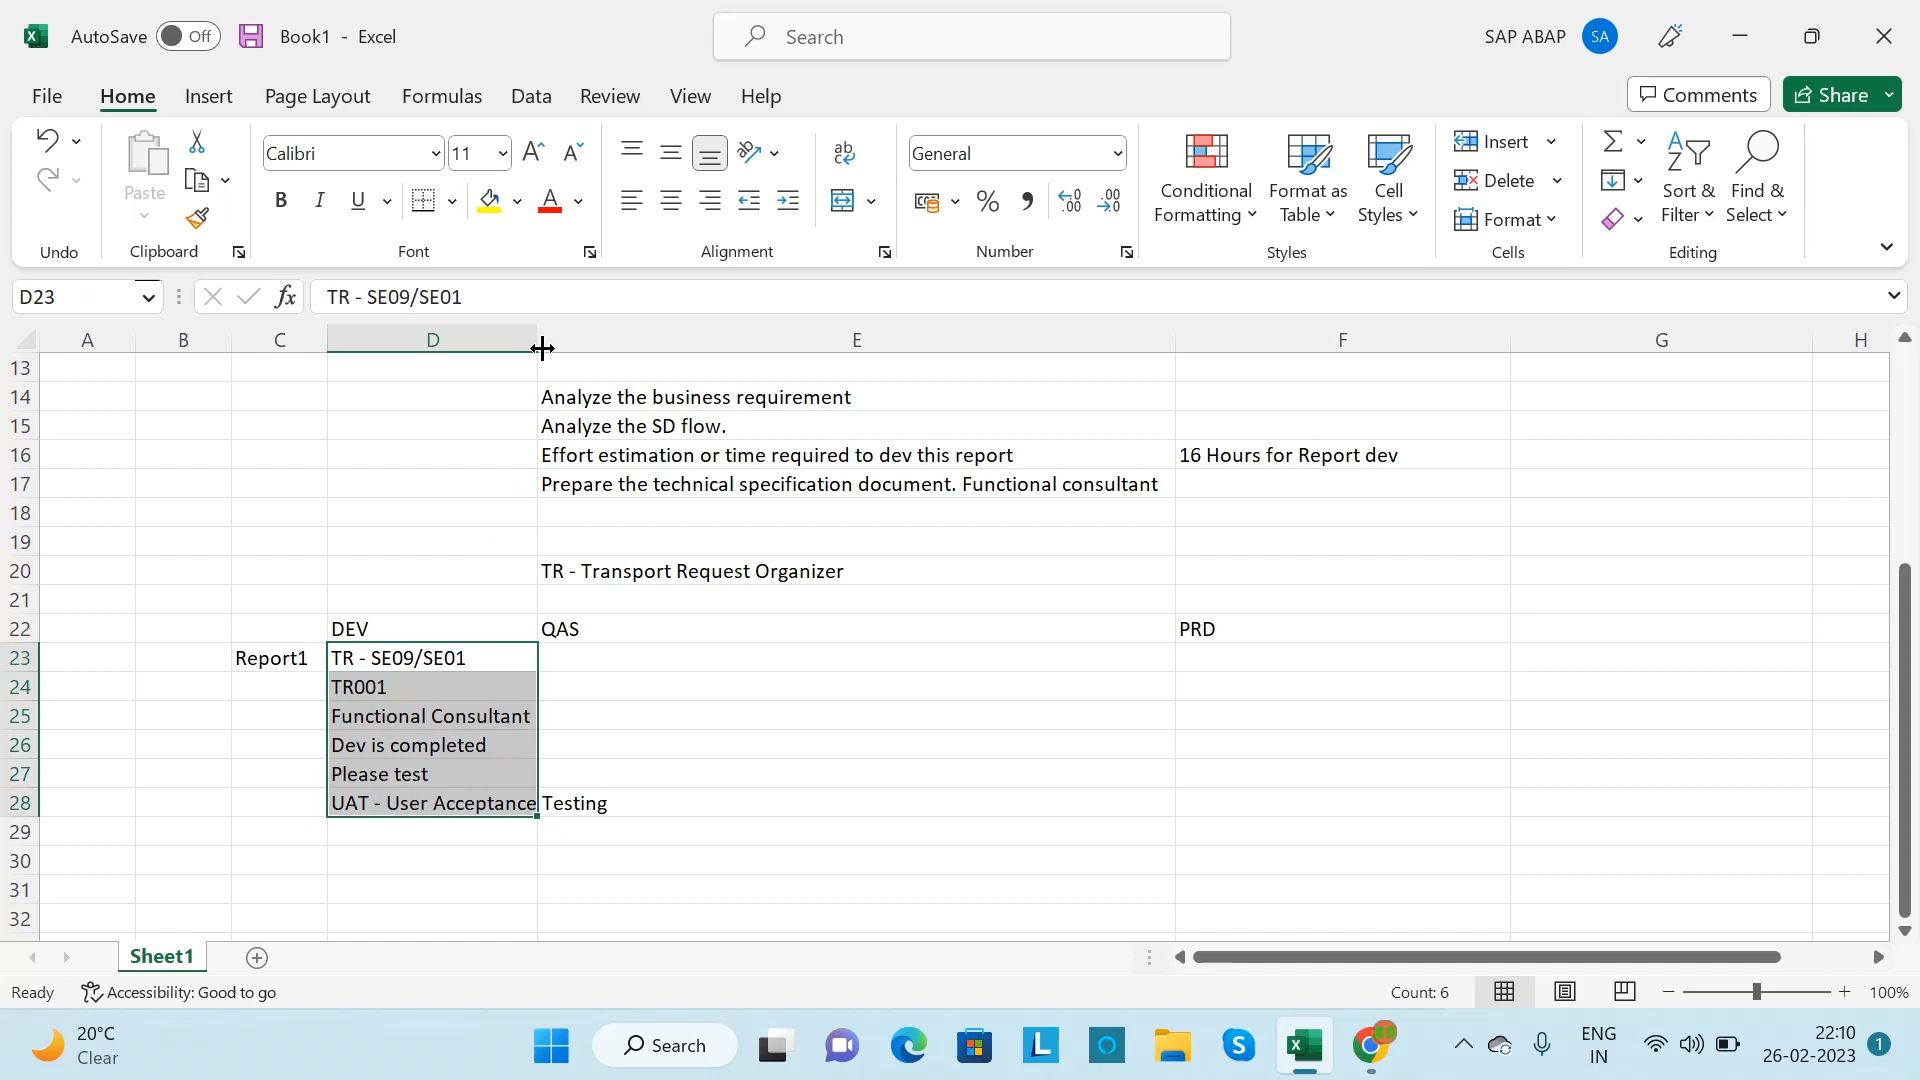 AutoSave Off Book1 - Excel Search SAP ABAP SA
File Home Insert Page Layout Formulas Data Review View Help Comments Share
Paste Calibri 11 General Conditional Formatting Format as Table Cell Styles Insert Delete Format Sort & Filter Find & Select
B I U
Undo Clipboard Font Alignment Number Styles Cells Editing
D23 fx TR - SE09/SE01
A B C D E F G H
13
14 Analyze the business requirement
15 Analyze the SD flow.
16 Effort estimation or time required to dev this report 16 Hours for Report dev
17 Prepare the technical specification document. Functional consultant
18
19
20 TR - Transport Request Organizer
21
22 DEV QAS PRD
23 Report1 TR - SE09/SE01
24 TR001
25 Functional Consultant
26 Dev is completed
27 Please test
28 UAT - User Acceptance Testing
29
30
31
32
Sheet1
Ready Accessibility: Good to go Count: 6 100%
20°C
Clear
Search
ENG
IN
22:10
26-02-2023
1